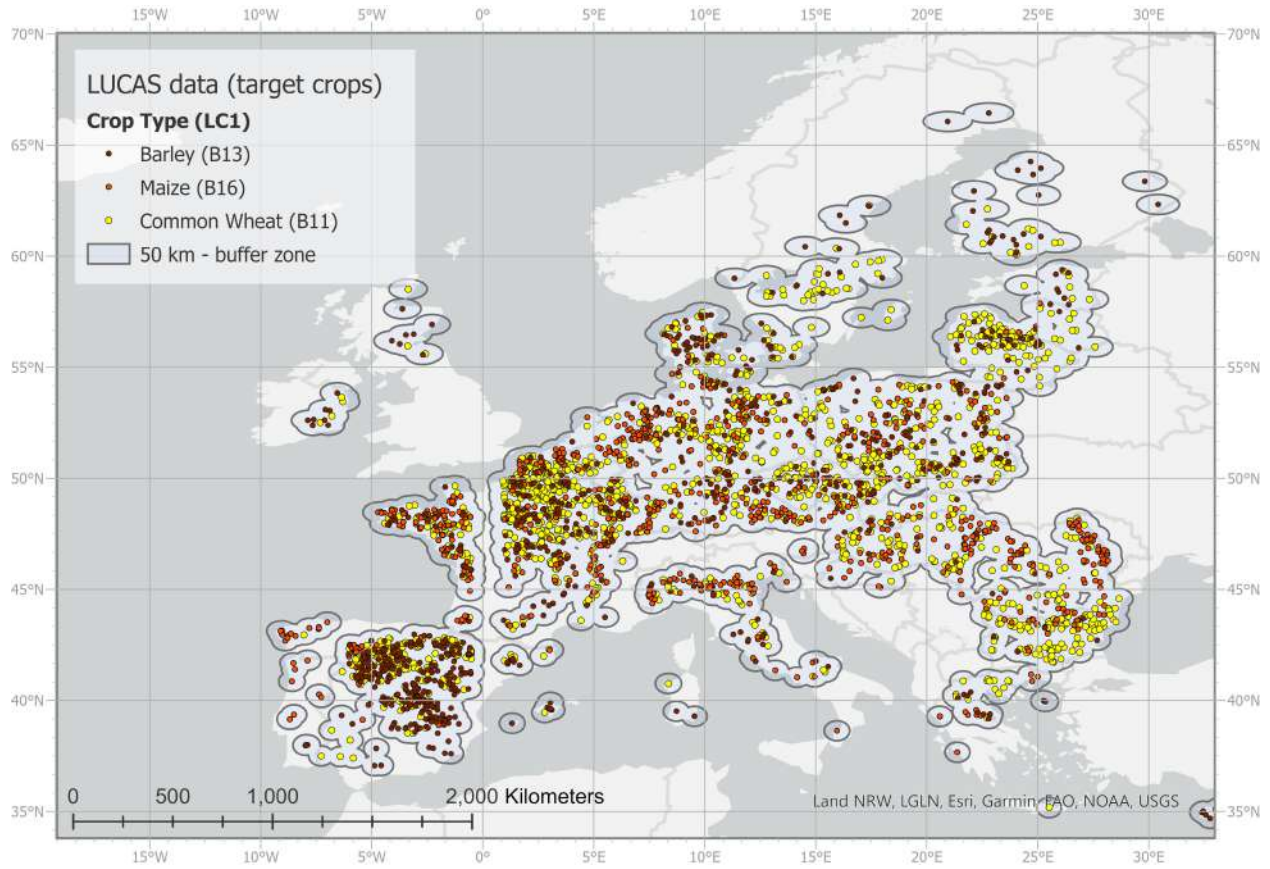 15°W 10°W 5°W 0° 5°E 10°E 15°E 20°E 25°E 30°E
70°N 70°N
LUCAS data (target crops)
Crop Type (LC1)
Barley (B13)
Maize (B16)
Common Wheat (B11)
50 km - buffer zone
65°N 65°N
60°N 60°N
55°N 55°N
50°N 50°N
45°N 45°N
40°N 40°N
35°N 35°N
0 500 1,000 2,000 Kilometers
Land NRW, LGLN, Esri, Garmin, FAO, NOAA, USGS
15°W 10°W 5°W 0° 5°E 10°E 15°E 20°E 25°E 30°E